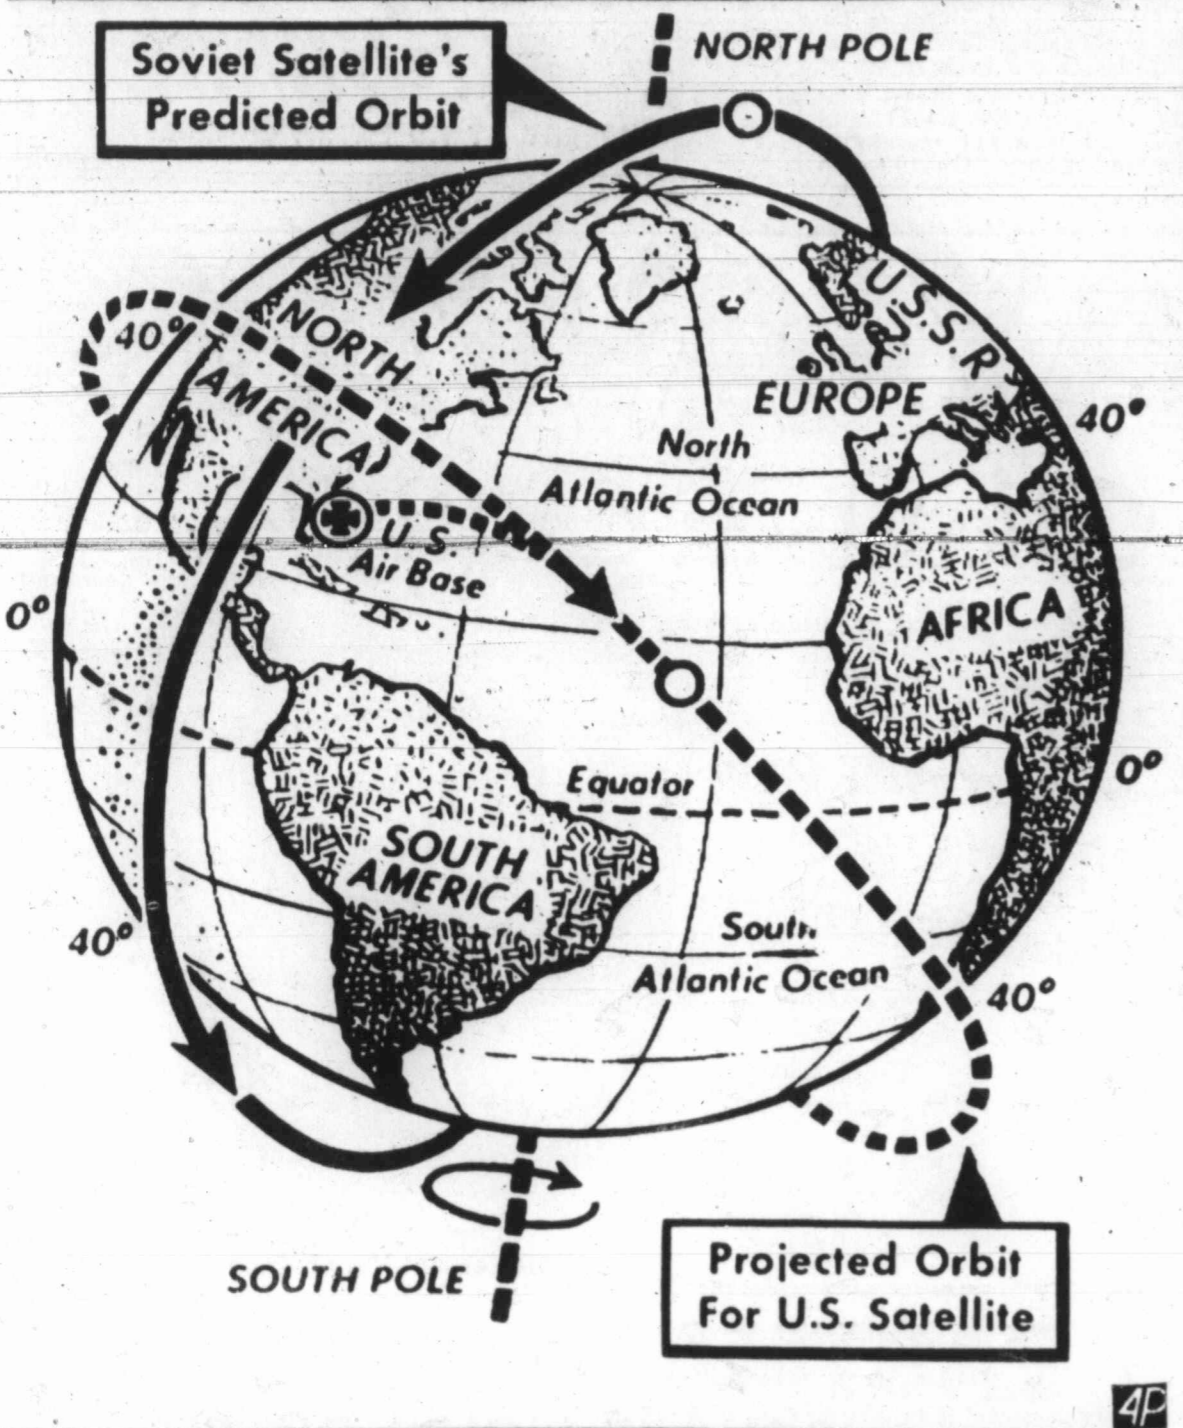 Soviet Satellite's
Predicted Orbit
NORTH POLE
40°
NORTH
AMERICA
U.S.S.R.
EUROPE
40°
North
Atlantic Ocean
U. S.
Air Base
0°
AFRICA
0°
Equator
SOUTH
AMERICA
40°
South
Atlantic Ocean
40°
SOUTH POLE
Projected Orbit
For U.S. Satellite
AP